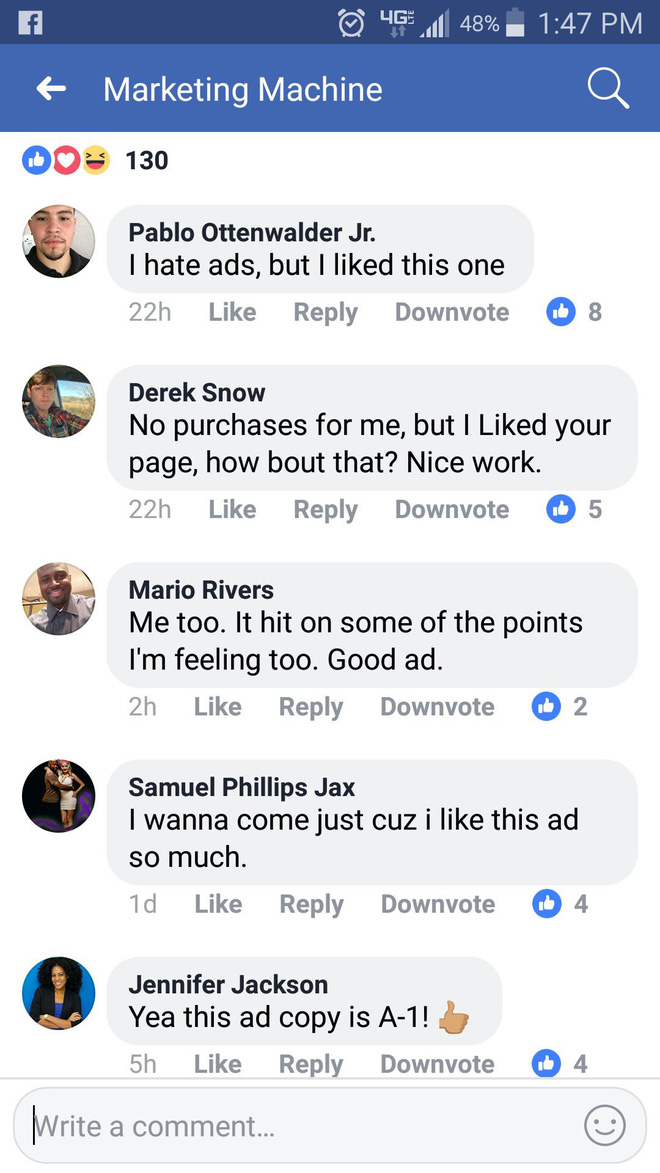 4G LTE 48% 1:47 PM
Marketing Machine
130
Pablo Ottenwalder Jr.
I hate ads, but I liked this one
22h Like Reply Downvote 8
Derek Snow
No purchases for me, but I Liked your
page, how bout that? Nice work.
22h Like Reply Downvote 5
Mario Rivers
Me too. It hit on some of the points
I'm feeling too. Good ad.
2h Like Reply Downvote 2
Samuel Phillips Jax
I wanna come just cuz i like this ad
so much.
1d Like Reply Downvote 4
Jennifer Jackson
Yea this ad copy is A-1! 👍🏽
5h Like Reply Downvote 4
Write a comment...